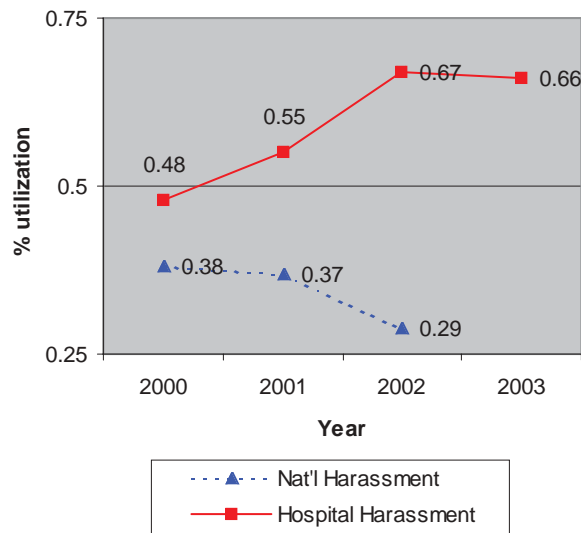 0.75
0.67
0.66
0.55
0.48
0.5
0.38
0.37
0.29
0.25
% utilization
2000 2001 2002 2003
Year
Nat'l Harassment
Hospital Harassment